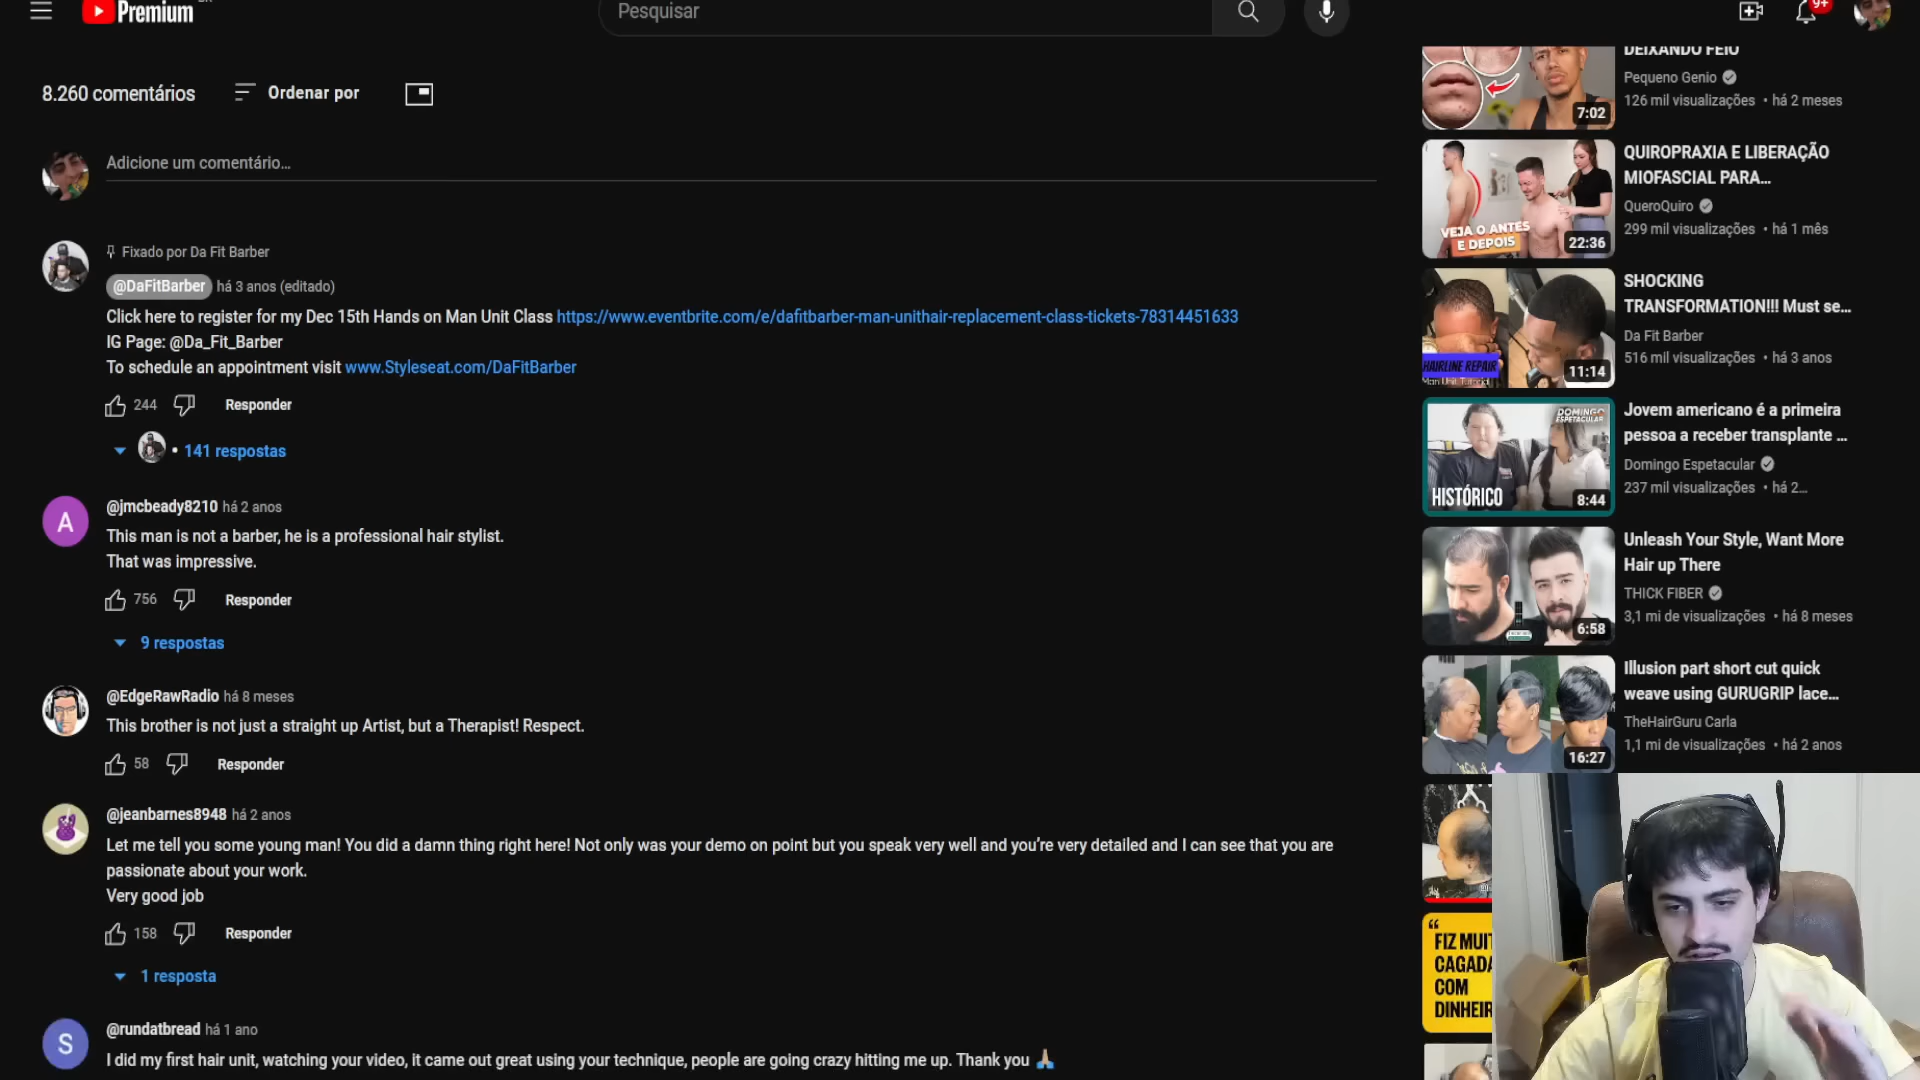 Premium
Pesquisar
9+
8.260 comentários
Ordenar por
Adicione um comentário...
Fixado por Da Fit Barber
@DaFitBarber há 3 anos (editado)
Click here to register for my Dec 15th Hands on Man Unit Class https://www.eventbrite.com/e/dafitbarber-man-unithair-replacement-class-tickets-78314451633
IG Page: @Da_Fit_Barber
To schedule an appointment visit www.Styleseat.com/DaFitBarber
244
Responder
• 141 respostas
A
@jmcbeady8210 há 2 anos
This man is not a barber, he is a professional hair stylist.
That was impressive.
756
Responder
9 respostas
@EdgeRawRadio há 8 meses
This brother is not just a straight up Artist, but a Therapist! Respect.
58
Responder
@jeanbarnes8948 há 2 anos
Let me tell you some young man! You did a damn thing right here! Not only was your demo on point but you speak very well and you’re very detailed and I can see that you are
passionate about your work.
Very good job
158
Responder
1 resposta
S
@rundatbread há 1 ano
I did my first hair unit, watching your video, it came out great using your technique, people are going crazy hitting me up. Thank you 🙏🏽
DEIXANDO FEIO
Pequeno Genio
126 mil visualizações • há 2 meses
7:02
QUIROPRAXIA E LIBERAÇÃO
MIOFASCIAL PARA...
QueroQuiro
299 mil visualizações • há 1 mês
VEJA O ANTES
E DEPOIS
22:36
SHOCKING
TRANSFORMATION!!! Must se...
Da Fit Barber
516 mil visualizações • há 3 anos
HAIRLINE REPAIR
Man Unit Tutorial
11:14
Jovem americano é a primeira
pessoa a receber transplante ...
Domingo Espetacular
237 mil visualizações • há 2...
DOMINGO
ESPETACULAR
HISTÓRICO
8:44
Unleash Your Style, Want More
Hair up There
THICK FIBER
3,1 mi de visualizações • há 8 meses
6:58
Illusion part short cut quick
weave using GURUGRIP lace...
TheHairGuru Carla
1,1 mi de visualizações • há 2 anos
16:27
“
FIZ MUIT
CAGADA
COM
DINHEIR